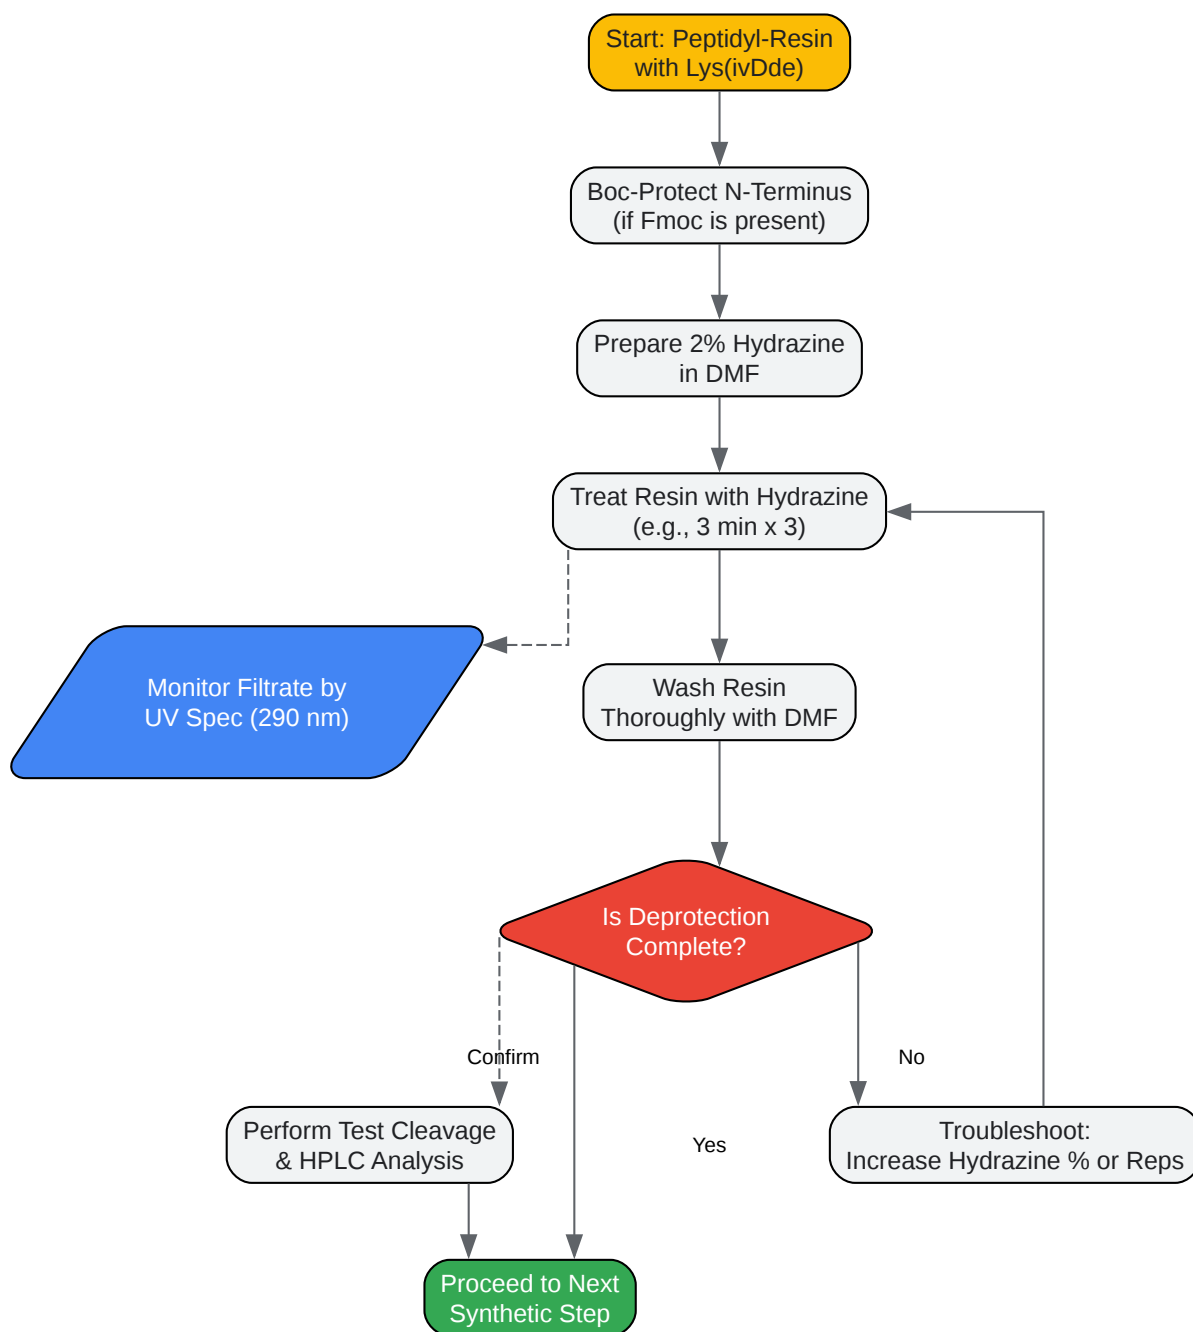 Start: Peptidyl-Resin
with Lys(ivDde)
Boc-Protect N-Terminus
(if Fmoc is present)
Prepare 2% Hydrazine
in DMF
Treat Resin with Hydrazine
(e.g., 3 min x 3)
Monitor Filtrate by
UV Spec (290 nm)
Wash Resin
Thoroughly with DMF
Is Deprotection
Complete?
Confirm
No
Perform Test Cleavage
& HPLC Analysis
Yes
Troubleshoot:
Increase Hydrazine % or Reps
Proceed to Next
Synthetic Step